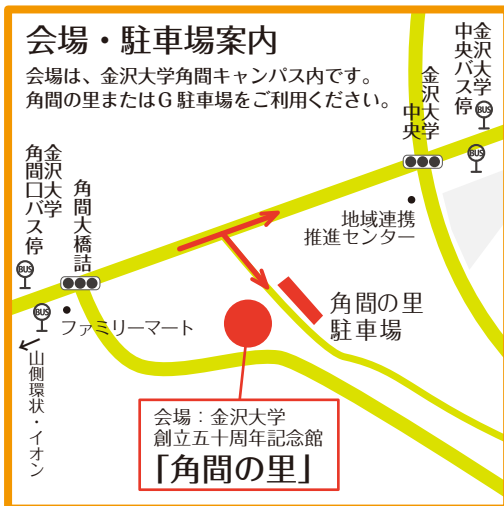 会場・駐車場案内
会場は、金沢大学角間キャンパス内です。
角間の里またはG駐車場をご利用ください。
金沢大学
中央バス停
BUS
BUS
金沢大学
中央
地域連携
推進センター
金沢大学
角間口バス停
BUS
BUS
角間大橋詰
ファミリーマート
山側環状・イオン
角間の里
駐車場
会場：金沢大学
創立五十周年記念館
「角間の里」